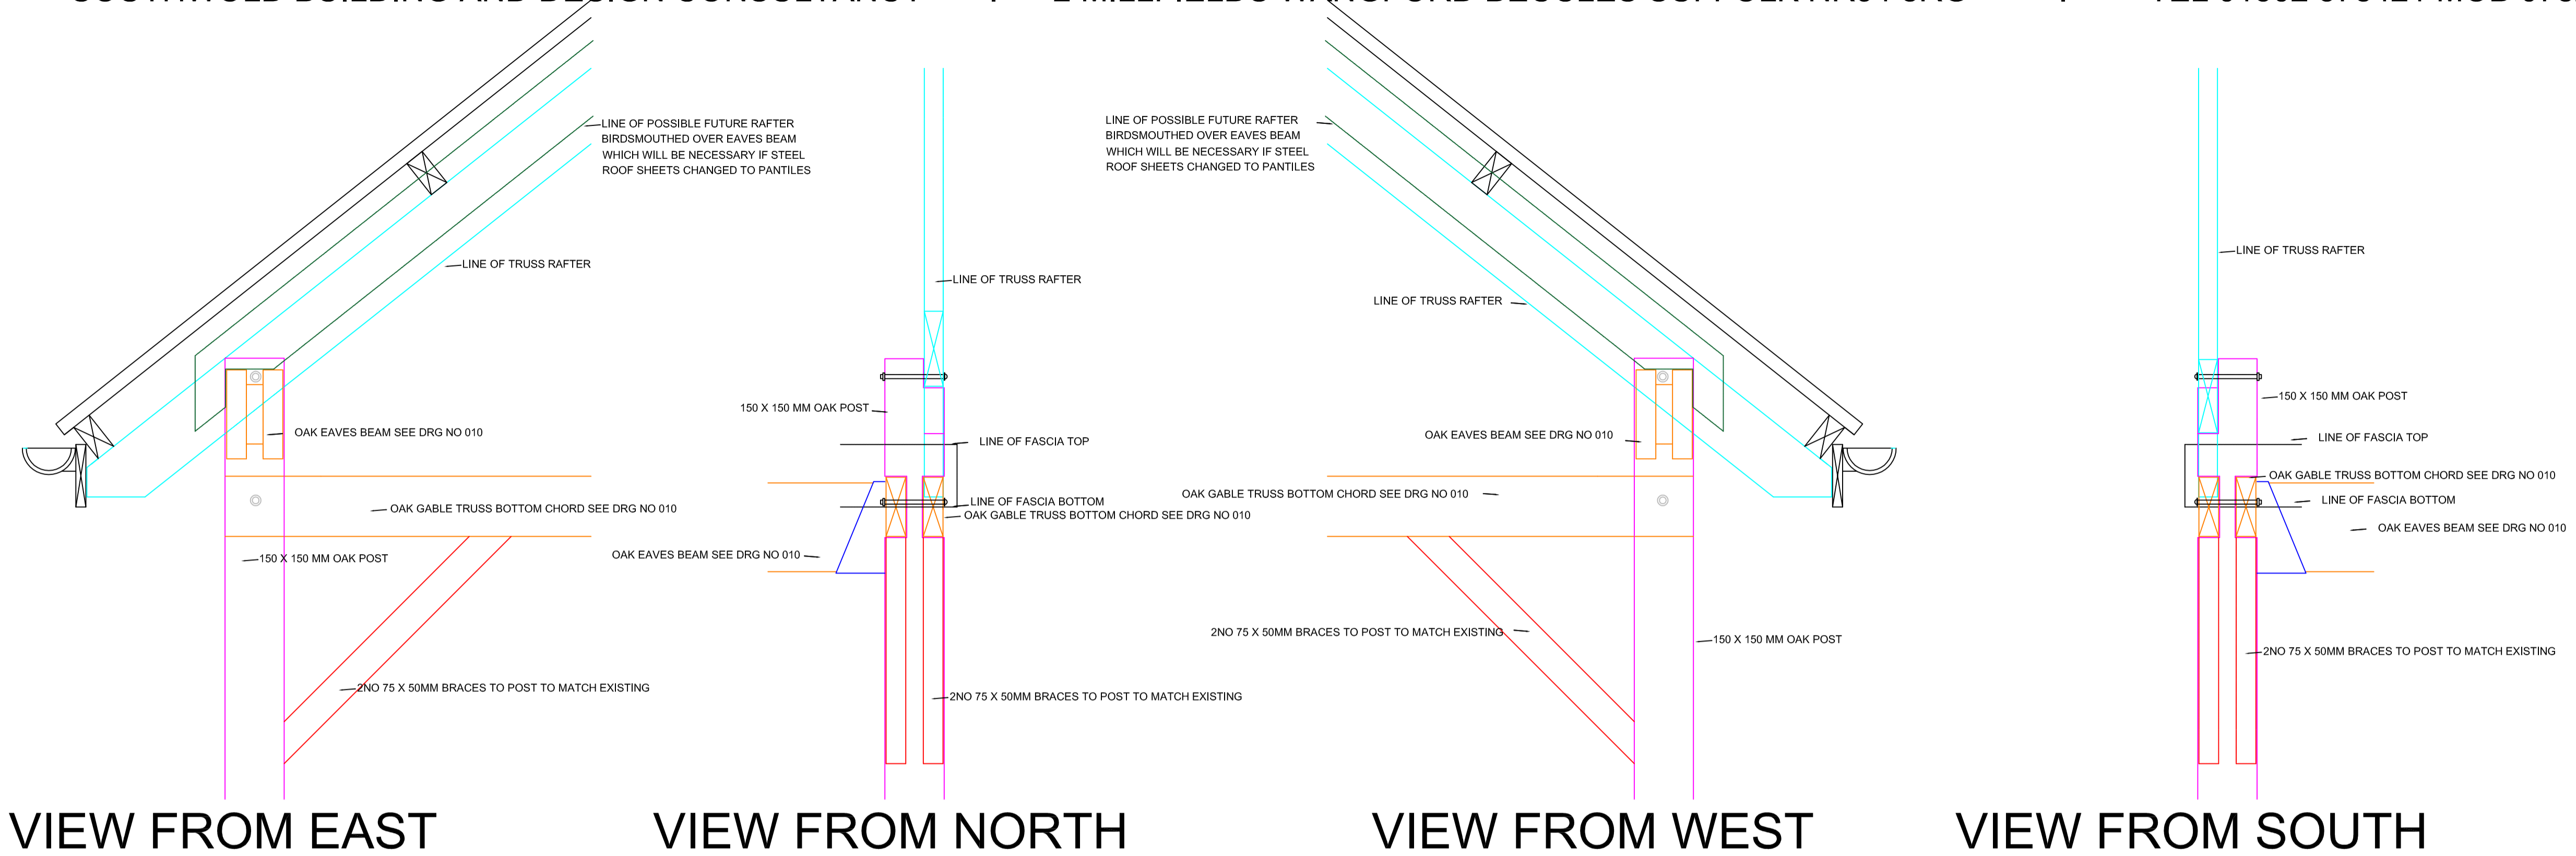 LINE OF POSSIBLE FUTURE RAFTER
BIRDSMOUTHED OVER EAVES BEAM
WHICH WILL BE NECESSARY IF STEEL
ROOF SHEETS CHANGED TO PANTILES
LINE OF TRUSS RAFTER
OAK EAVES BEAM SEE DRG NO 010
OAK GABLE TRUSS BOTTOM CHORD SEE DRG NO 010
150 X 150 MM OAK POST
2NO 75 X 50MM BRACES TO POST TO MATCH EXISTING
VIEW FROM EAST
LINE OF TRUSS RAFTER
150 X 150 MM OAK POST
LINE OF FASCIA TOP
LINE OF FASCIA BOTTOM
OAK GABLE TRUSS BOTTOM CHORD SEE DRG NO 010
OAK EAVES BEAM SEE DRG NO 010
2NO 75 X 50MM BRACES TO POST TO MATCH EXISTING
VIEW FROM NORTH
LINE OF POSSIBLE FUTURE RAFTER
BIRDSMOUTHED OVER EAVES BEAM
WHICH WILL BE NECESSARY IF STEEL
ROOF SHEETS CHANGED TO PANTILES
LINE OF TRUSS RAFTER
OAK EAVES BEAM SEE DRG NO 010
OAK GABLE TRUSS BOTTOM CHORD SEE DRG NO 010
2NO 75 X 50MM BRACES TO POST TO MATCH EXISTING
150 X 150 MM OAK POST
VIEW FROM WEST
LINE OF TRUSS RAFTER
150 X 150 MM OAK POST
LINE OF FASCIA TOP
OAK GABLE TRUSS BOTTOM CHORD SEE DRG NO 010
LINE OF FASCIA BOTTOM
OAK EAVES BEAM SEE DRG NO 010
2NO 75 X 50MM BRACES TO POST TO MATCH EXISTING
VIEW FROM SOUTH